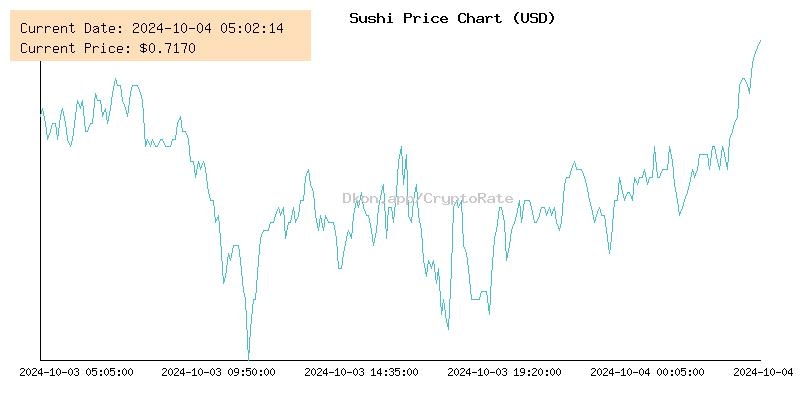 Sushi Price Chart (USD)
Current Date: 2024-10-04 05:02:14
Current Price: $0.7170
Dkon.app/CryptoRate
2024-10-03 05:05:00 2024-10-03 09:50:00 2024-10-03 14:35:00 2024-10-03 19:20:00 2024-10-04 00:05:00 2024-10-04